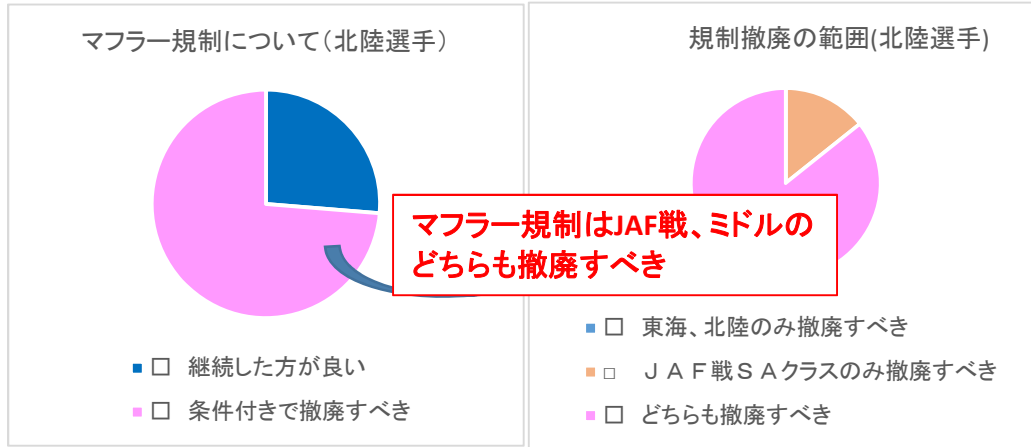 マフラー規制について(北陸選手)
□ 継続した方が良い
□ 条件付きで撤廃すべき
規制撤廃の範囲(北陸選手)
マフラー規制はJAF戦、ミドルの
どちらも撤廃すべき
□ 東海、北陸のみ撤廃すべき
□ ＪＡＦ戦ＳＡクラスのみ撤廃すべき
□ どちらも撤廃すべき